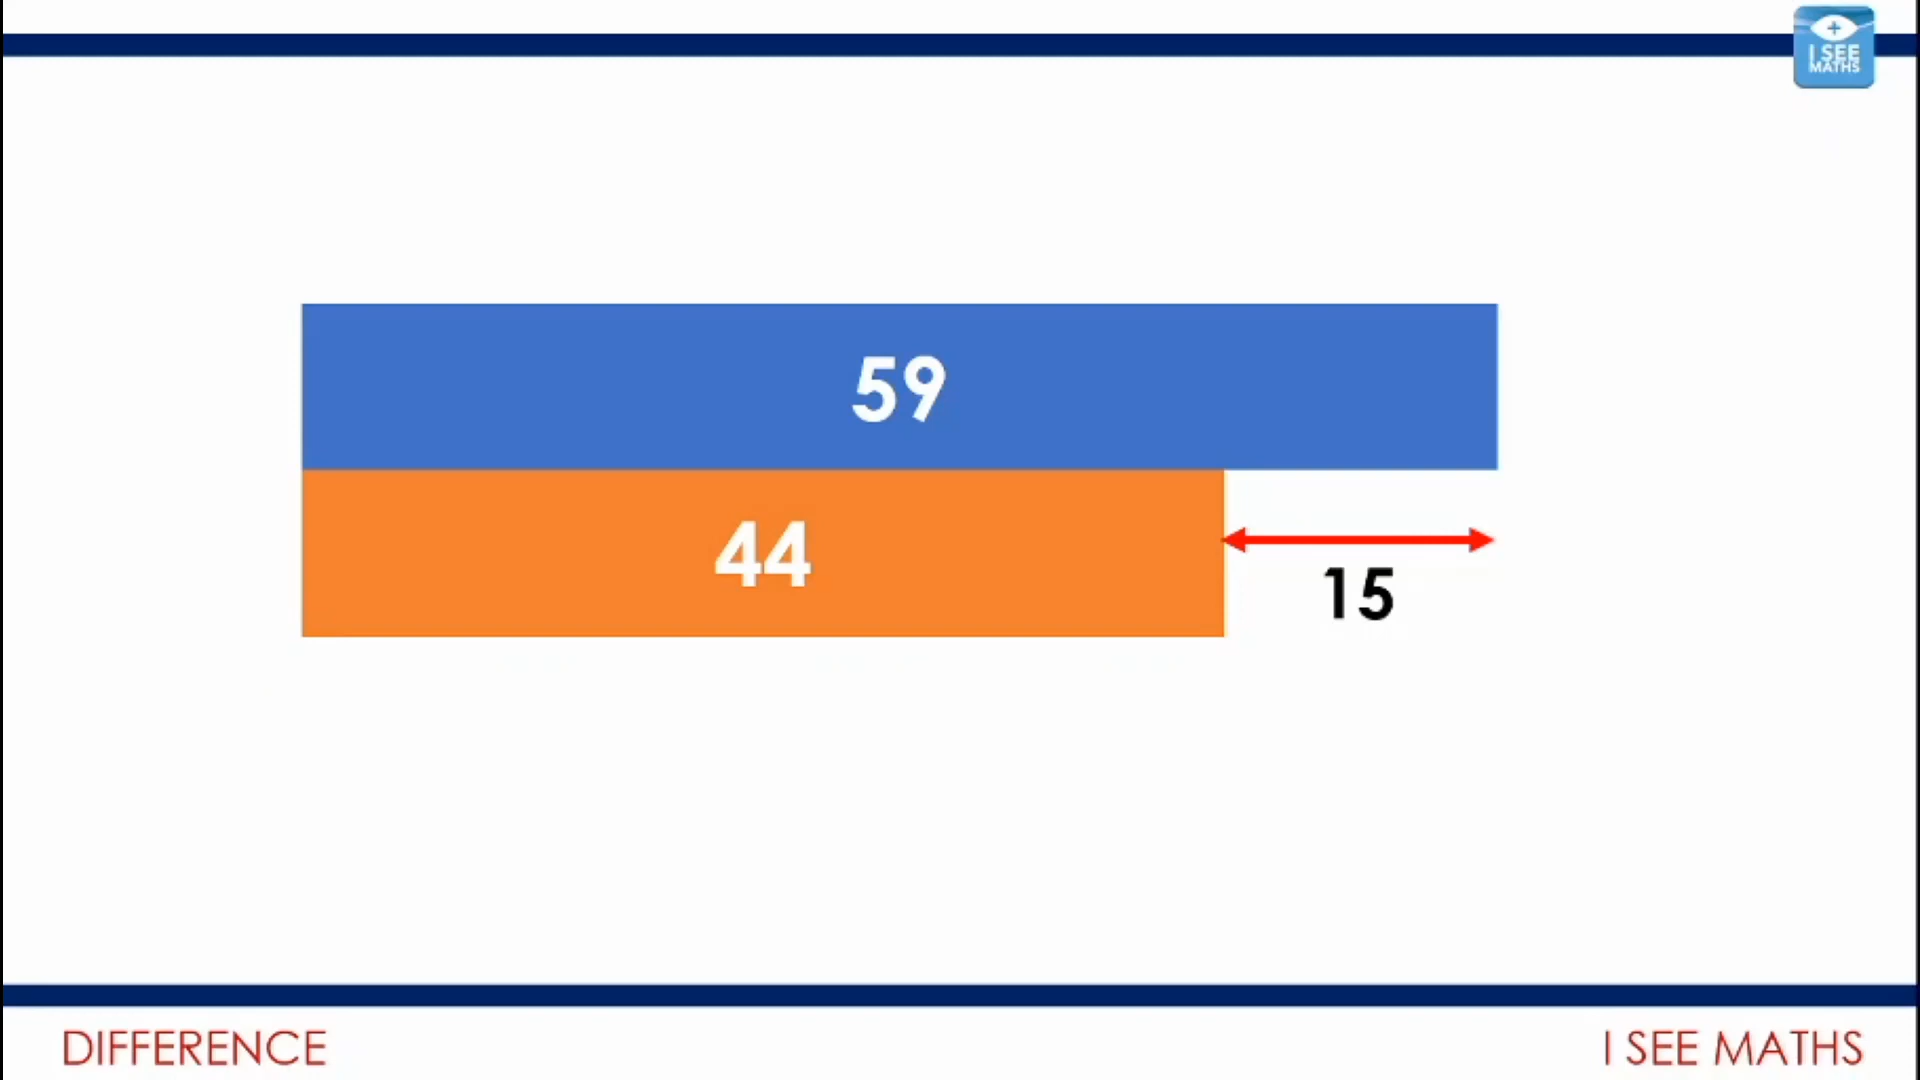 I SEE
MATHS
59
44
15
DIFFERENCE
I SEE MATHS